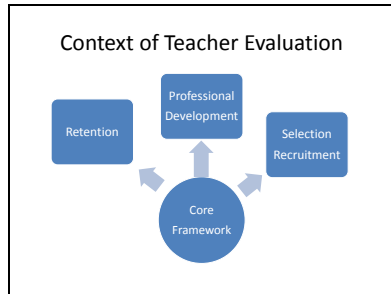 Context of Teacher Evaluation
Professional
Development
Retention
Selection
Recruitment
Core
Framework